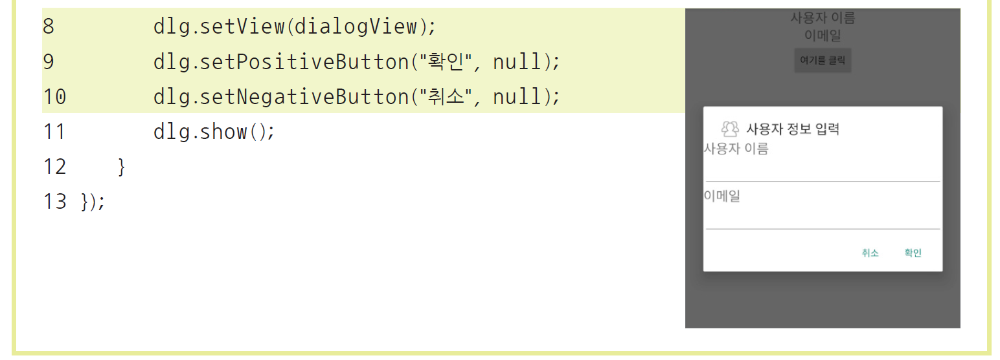 8 dlg.setView(dialogView);
9 dlg.setPositiveButton("확인", null);
10 dlg.setNegativeButton("취소", null);
11 dlg.show();
12 }
13 });
사용자 이름
이메일
여기를 클릭
사용자 정보 입력
사용자 이름
이메일
취소 확인